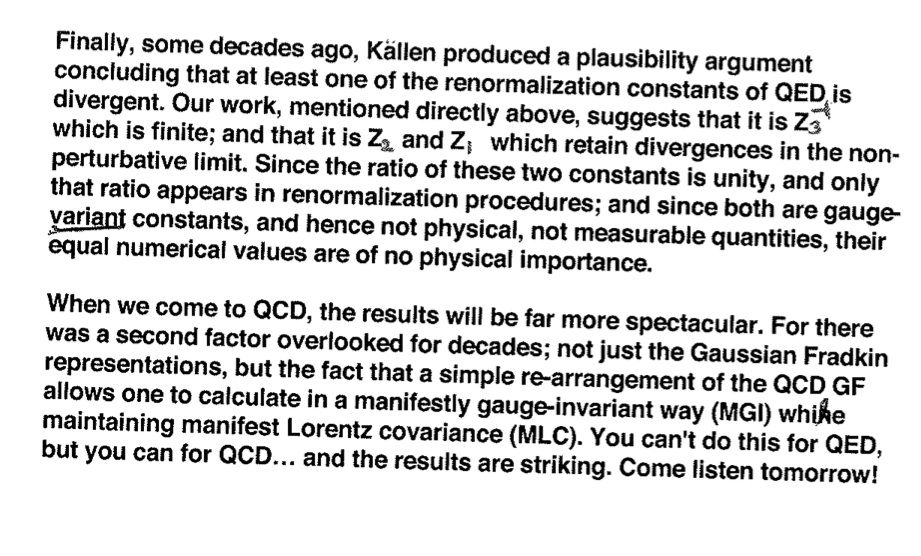 Finally, some decades ago, Källen produced a plausibility argument
concluding that at least one of the renormalization constants of QED, is
divergent. Our work, mentioned directly above, suggests that it is Z3
which is finite; and that it is Z2 and Z1 which retain divergences in the non-
perturbative limit. Since the ratio of these two constants is unity, and only
that ratio appears in renormalization procedures; and since both are gauge-
variant constants, and hence not physical, not measurable quantities, their
equal numerical values are of no physical importance.
When we come to QCD, the results will be far more spectacular. For there
was a second factor overlooked for decades; not just the Gaussian Fradkin
representations, but the fact that a simple re-arrangement of the QCD GF
allows one to calculate in a manifestly gauge-invariant way (MGI) while
maintaining manifest Lorentz covariance (MLC). You can't do this for QED,
but you can for QCD... and the results are striking. Come listen tomorrow!